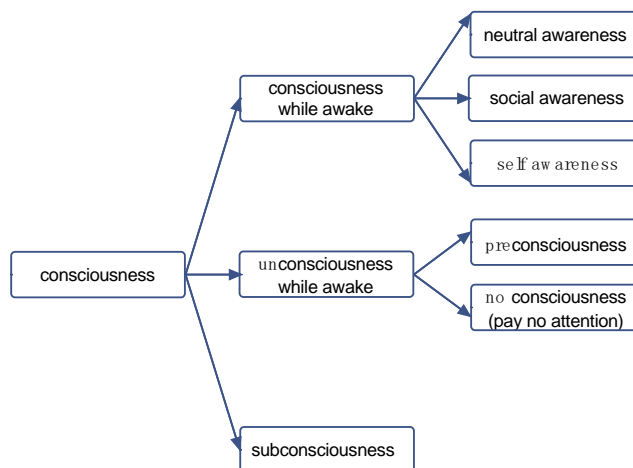 neutral awareness
consciousness
while awake
social awareness
self awareness
preconsciousness
unconsciousness
while awake
consciousness
no consciousness
(pay no attention)
subconsciousness